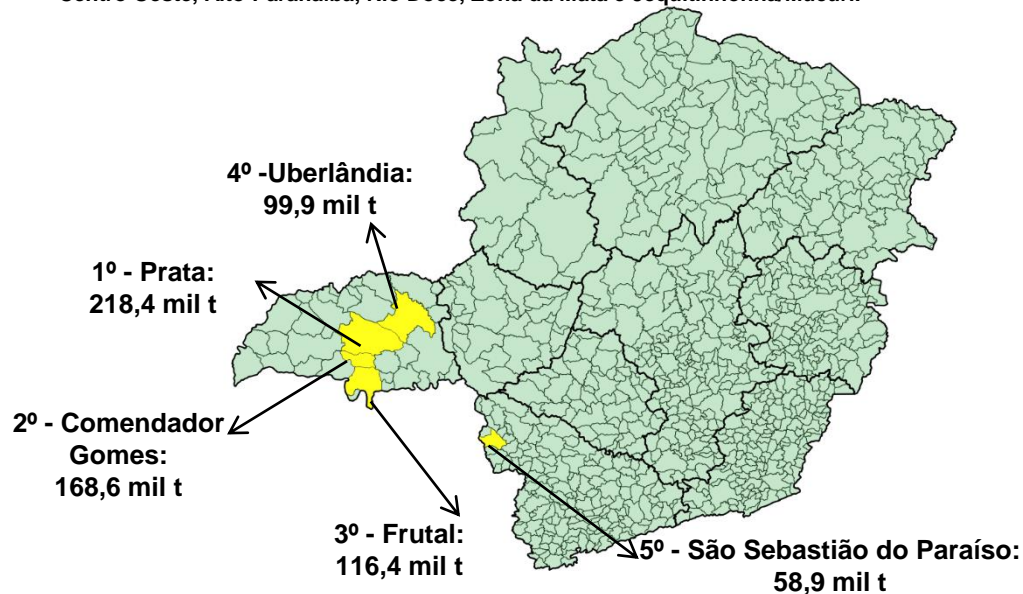 4º -Uberlândia:
99,9 mil t
1º - Prata:
218,4 mil t
2º - Comendador
Gomes:
168,6 mil t
3º - Frutal:
116,4 mil t
5º - São Sebastião do Paraíso:
58,9 mil t